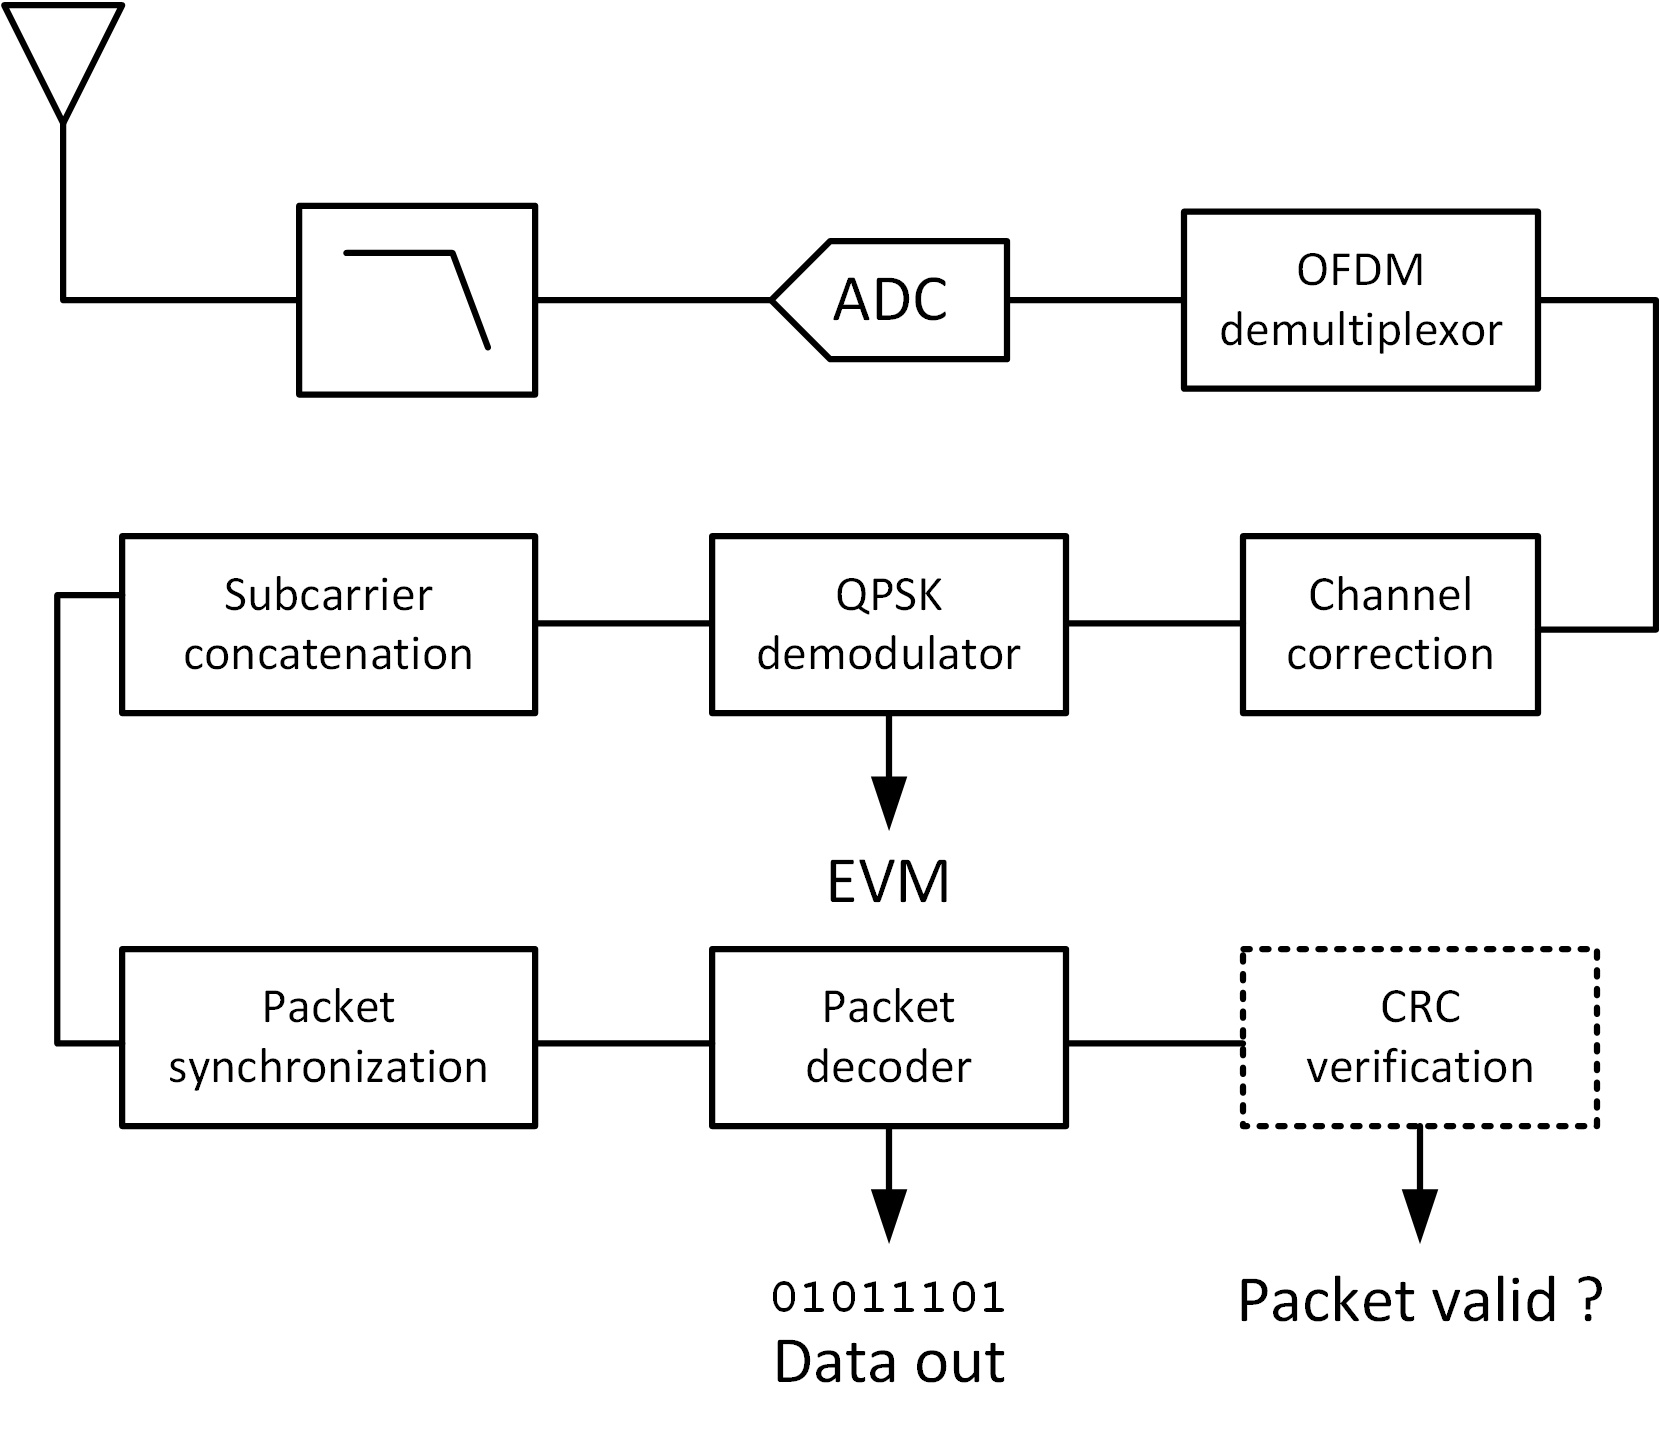 ADC
OFDM
demultiplexor
Subcarrier
concatenation
QPSK
demodulator
Channel
correction
EVM
Packet
synchronization
Packet
decoder
CRC
verification
01011101
Data out
Packet valid ?